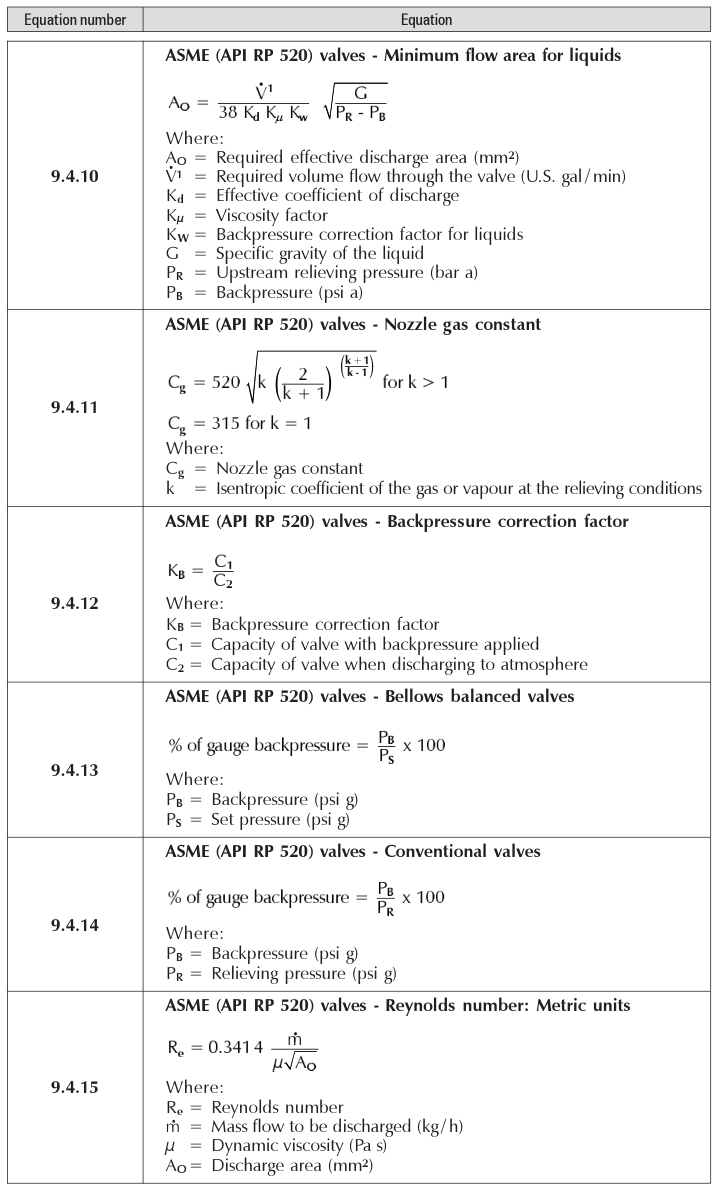 Equation number Equation
ASME (API RP 520) valves - Minimum flow area for liquids
A_O = V̇¹ / (38 K_d K_μ K_w) √(G / (P_R - P_B))
9.4.10
Where:
A_O = Required effective discharge area (mm²)
V̇¹ = Required volume flow through the valve (U.S. gal/min)
K_d = Effective coefficient of discharge
K_μ = Viscosity factor
K_W = Backpressure correction factor for liquids
G = Specific gravity of the liquid
P_R = Upstream relieving pressure (bar a)
P_B = Backpressure (psi a)
ASME (API RP 520) valves - Nozzle gas constant
C_g = 520 √(k (2 / (k + 1))^((k + 1) / (k - 1))) for k > 1
9.4.11
C_g = 315 for k = 1
Where:
C_g = Nozzle gas constant
k = Isentropic coefficient of the gas or vapour at the relieving conditions
ASME (API RP 520) valves - Backpressure correction factor
K_B = C_1 / C_2
9.4.12
Where:
K_B = Backpressure correction factor
C_1 = Capacity of valve with backpressure applied
C_2 = Capacity of valve when discharging to atmosphere
ASME (API RP 520) valves - Bellows balanced valves
% of gauge backpressure = P_B / P_S x 100
9.4.13
Where:
P_B = Backpressure (psi g)
P_S = Set pressure (psi g)
ASME (API RP 520) valves - Conventional valves
% of gauge backpressure = P_B / P_R x 100
9.4.14
Where:
P_B = Backpressure (psi g)
P_R = Relieving pressure (psi g)
ASME (API RP 520) valves - Reynolds number: Metric units
R_e = 0.3414 ṁ / (μ√A_O)
9.4.15
Where:
R_e = Reynolds number
ṁ = Mass flow to be discharged (kg/h)
μ = Dynamic viscosity (Pa s)
A_O = Discharge area (mm²)